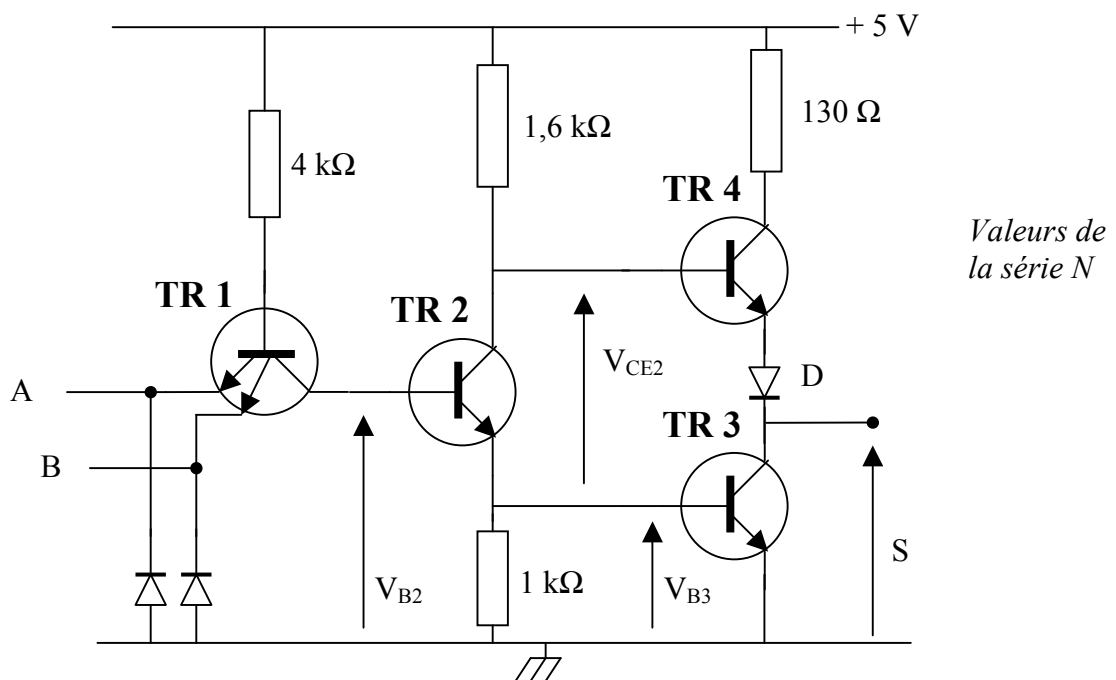 + 5 V
1,6 kΩ
130 Ω
4 kΩ
TR 4
Valeurs de
la série N
TR 1
TR 2
V_CE2
D
A
TR 3
B
V_B2
1 kΩ
V_B3
S